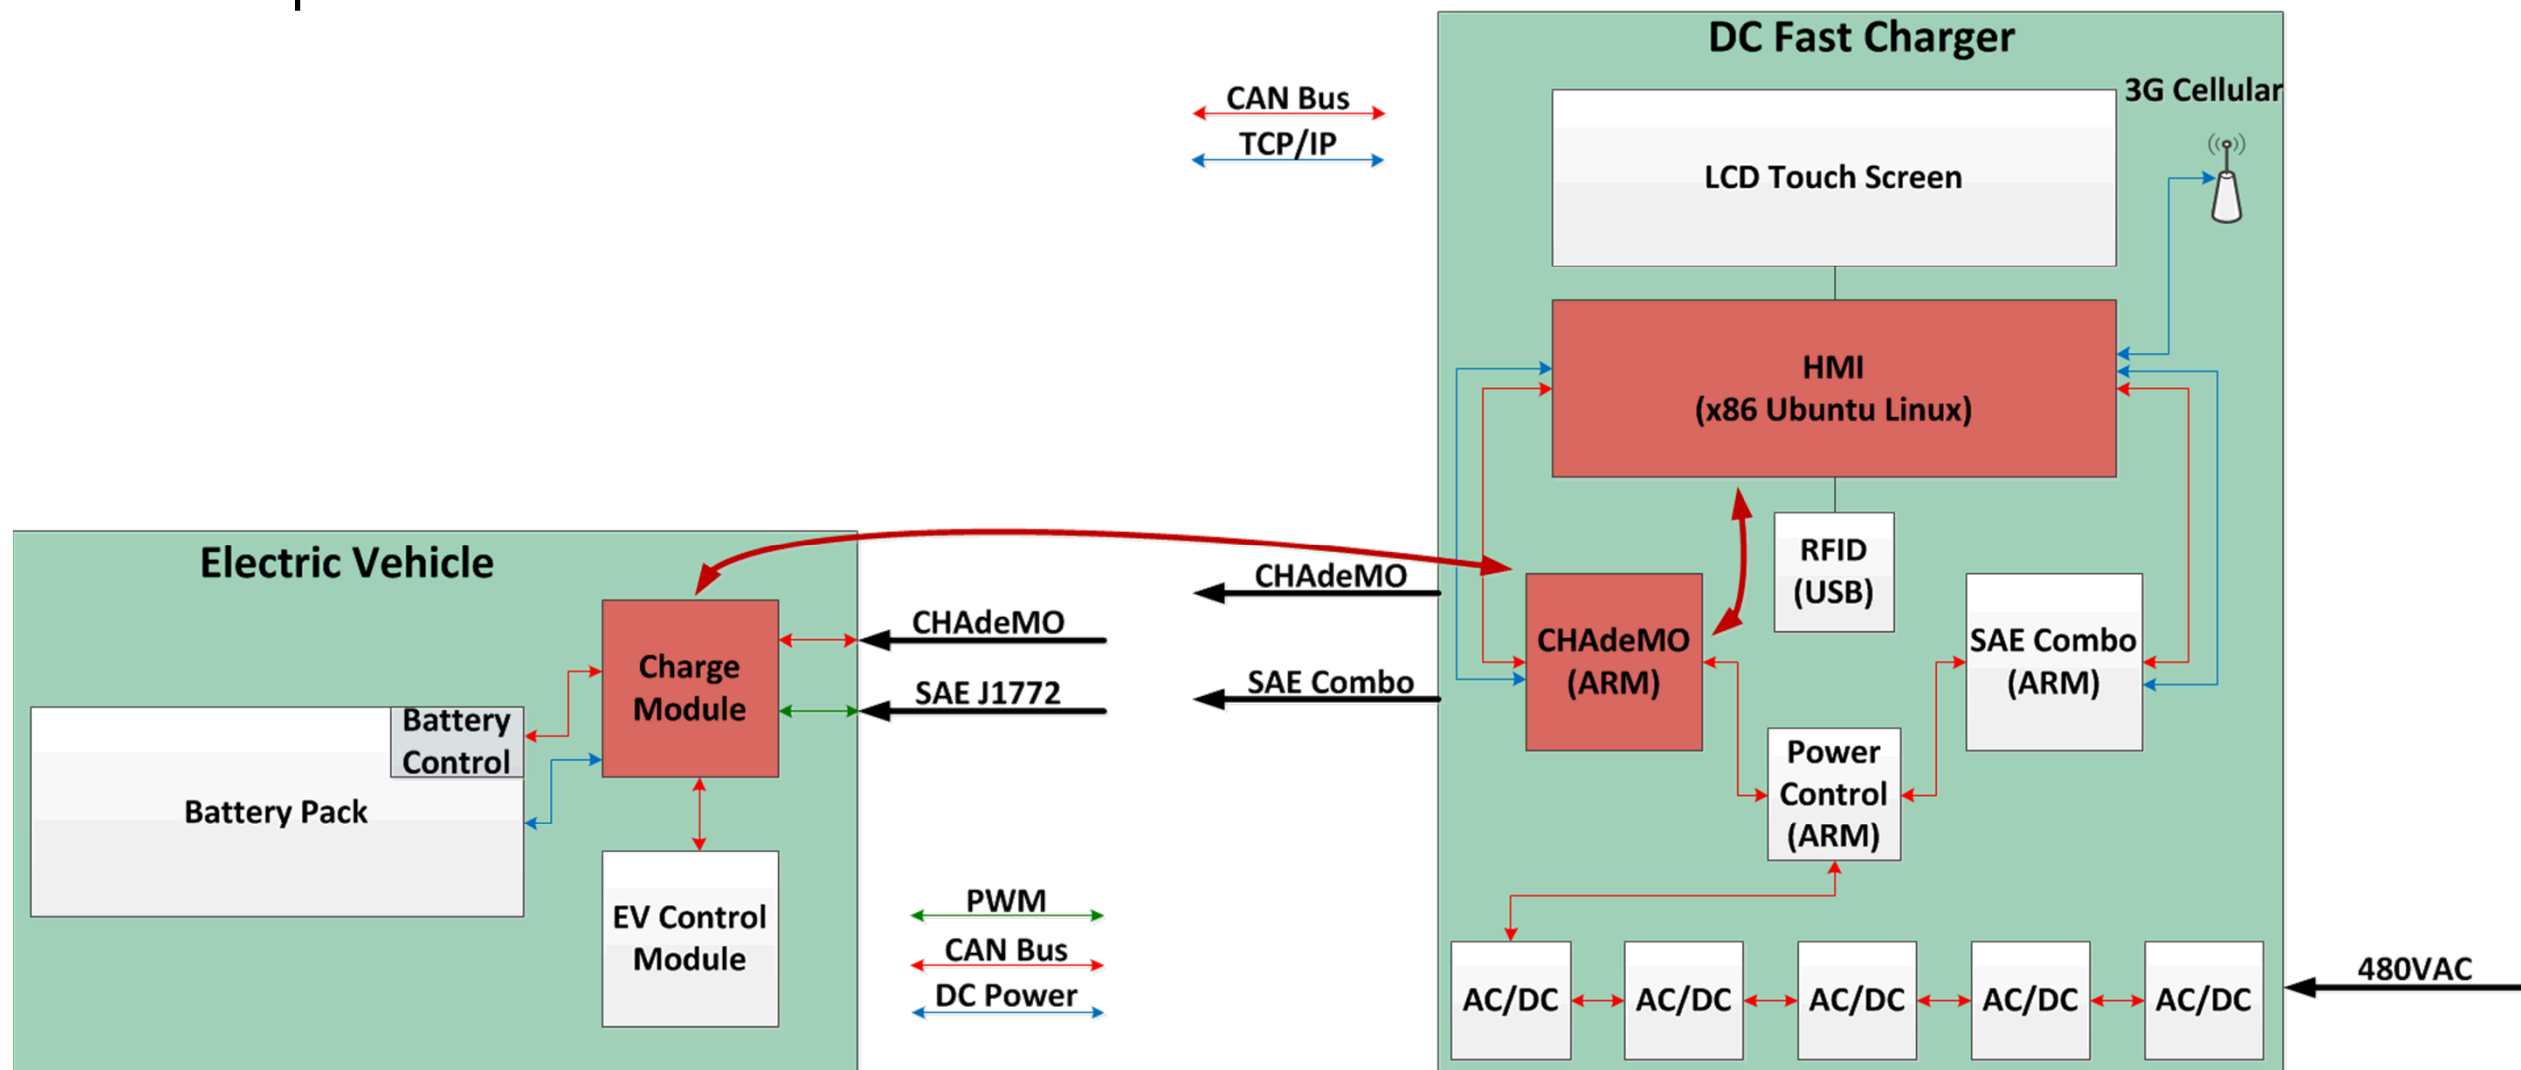 DC Fast Charger
3G Cellular
CAN Bus
TCP/IP
LCD Touch Screen
HMI
(x86 Ubuntu Linux)
RFID
(USB)
CHAdeMO
(ARM)
SAE Combo
(ARM)
Power
Control
(ARM)
AC/DC
AC/DC
AC/DC
AC/DC
AC/DC
480VAC
CHAdeMO
SAE Combo
Electric Vehicle
CHAdeMO
SAE J1772
Charge
Module
Battery
Control
Battery Pack
EV Control
Module
PWM
CAN Bus
DC Power